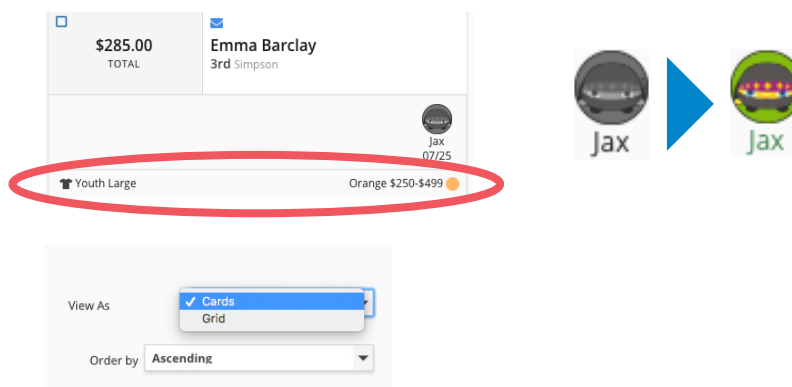 $285.00
TOTAL
Emma Barclay
3rd Simpson
Jax
07/25
Youth Large
Orange $250-$499
Jax
Jax
View As
Cards
Grid
Order by
Ascending